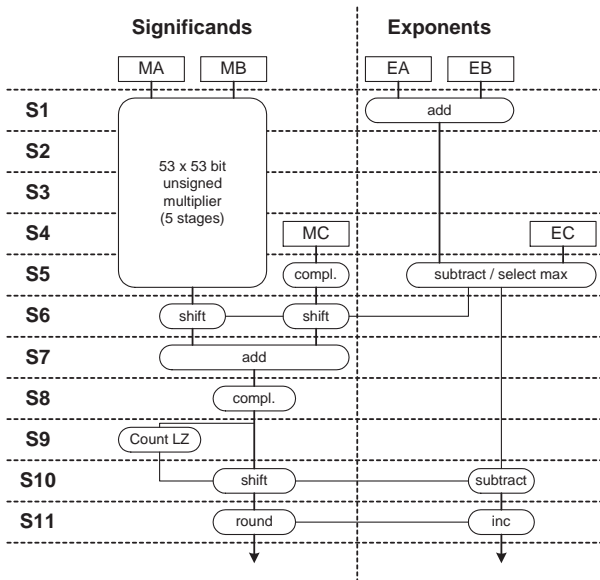 Significands
Exponents
MA
MB
EA
EB
S1
add
S2
53 x 53 bit
unsigned
multiplier
(5 stages)
S3
S4
MC
EC
S5
compl.
subtract / select max
S6
shift
shift
S7
add
S8
compl.
S9
Count LZ
S10
shift
subtract
S11
round
inc